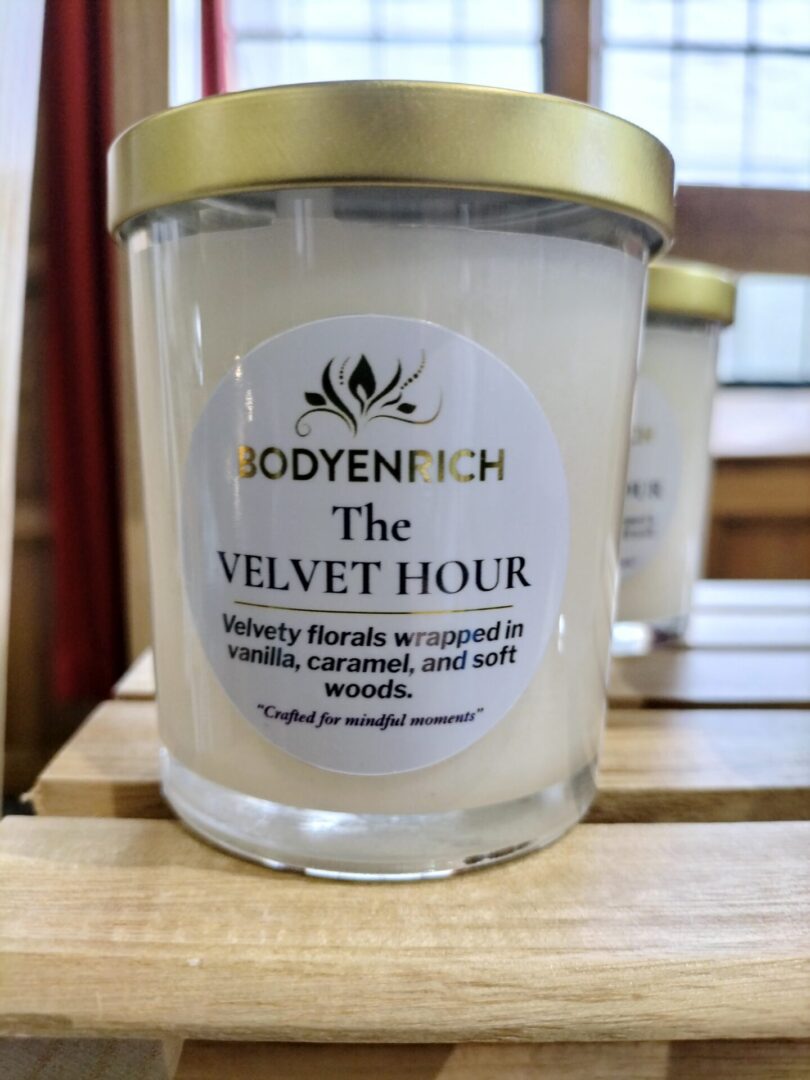 BODYENRICH
The
VELVET HOUR
Velvety florals wrapped in
vanilla, caramel, and soft
woods.
"Crafted for mindful moments"